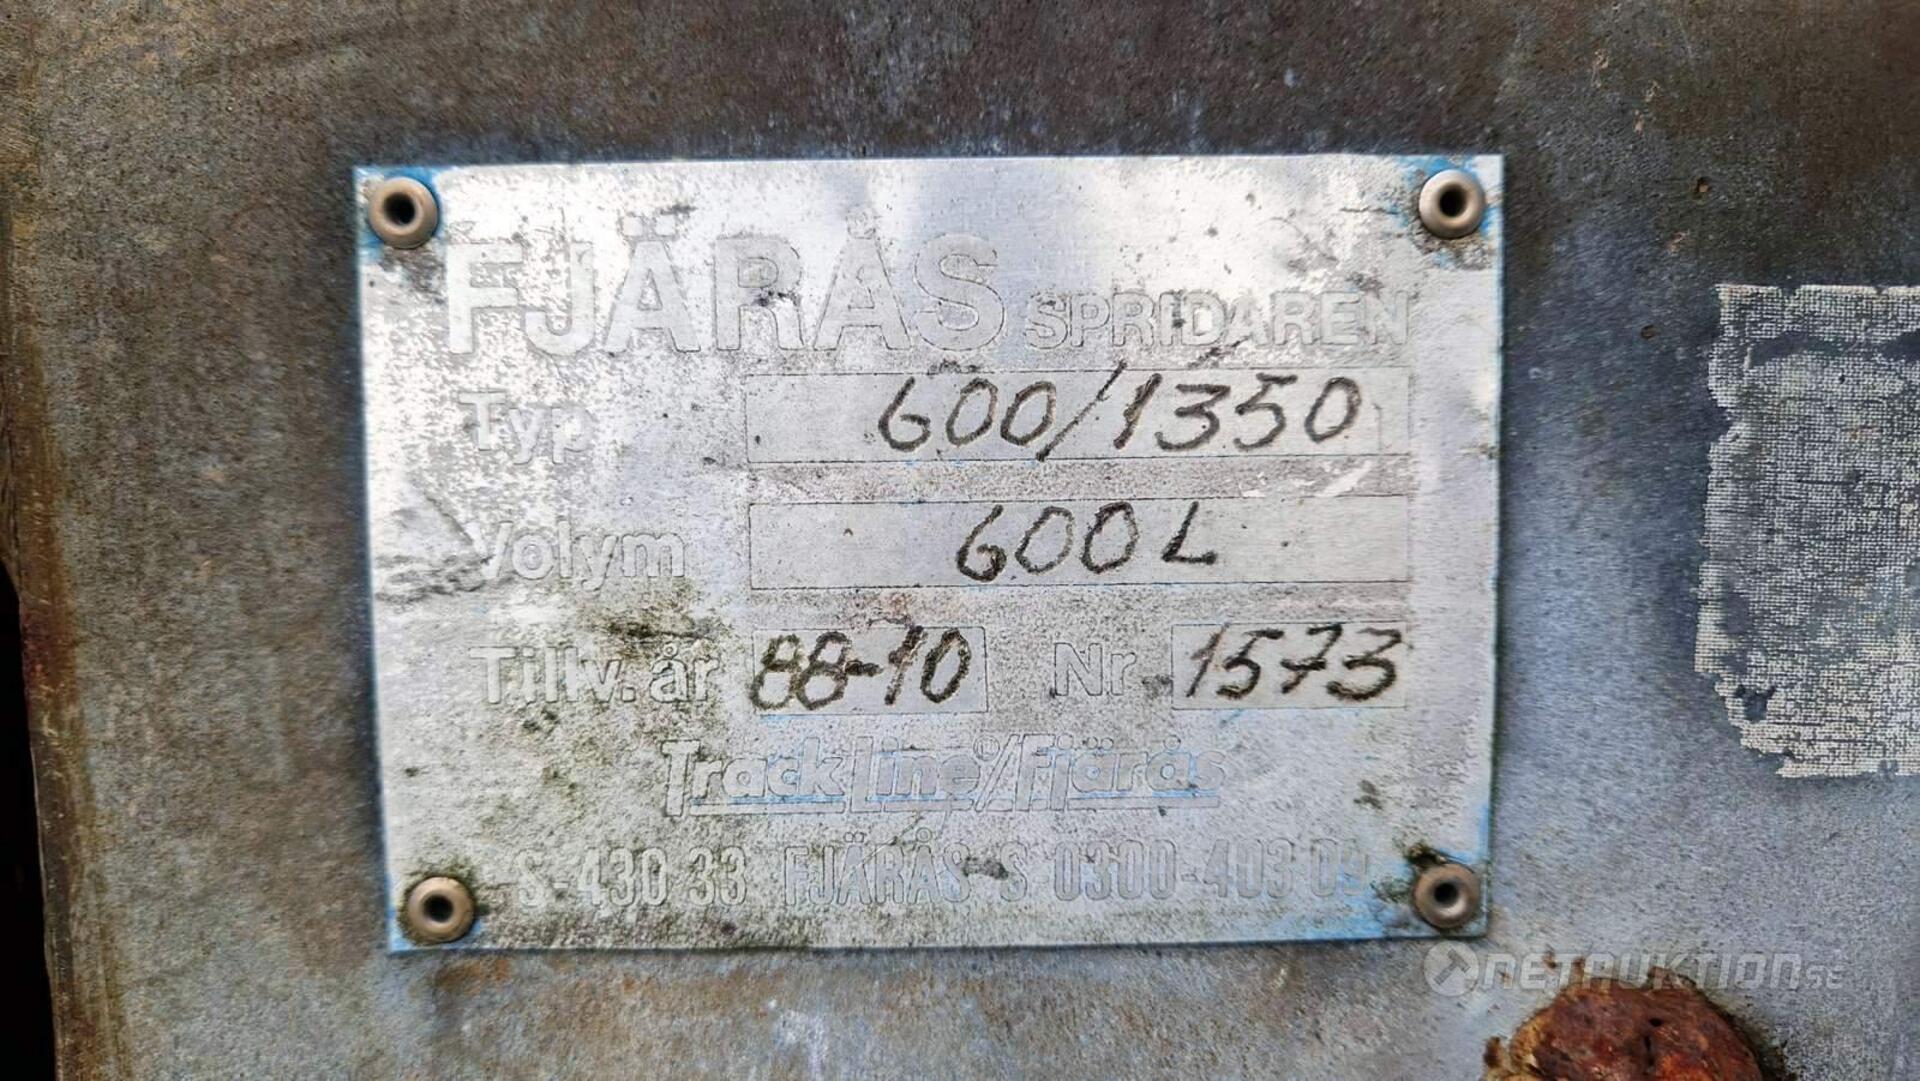 FJÄRÅS SPRIDAREN
Typ 600/1350
Volym 600 L
Tillv. år 88-10 Nr 1573
TrackLine/Fjärås
S-430 33 FJÄRÅS S 0300-403 09
NETAUKTION.SE